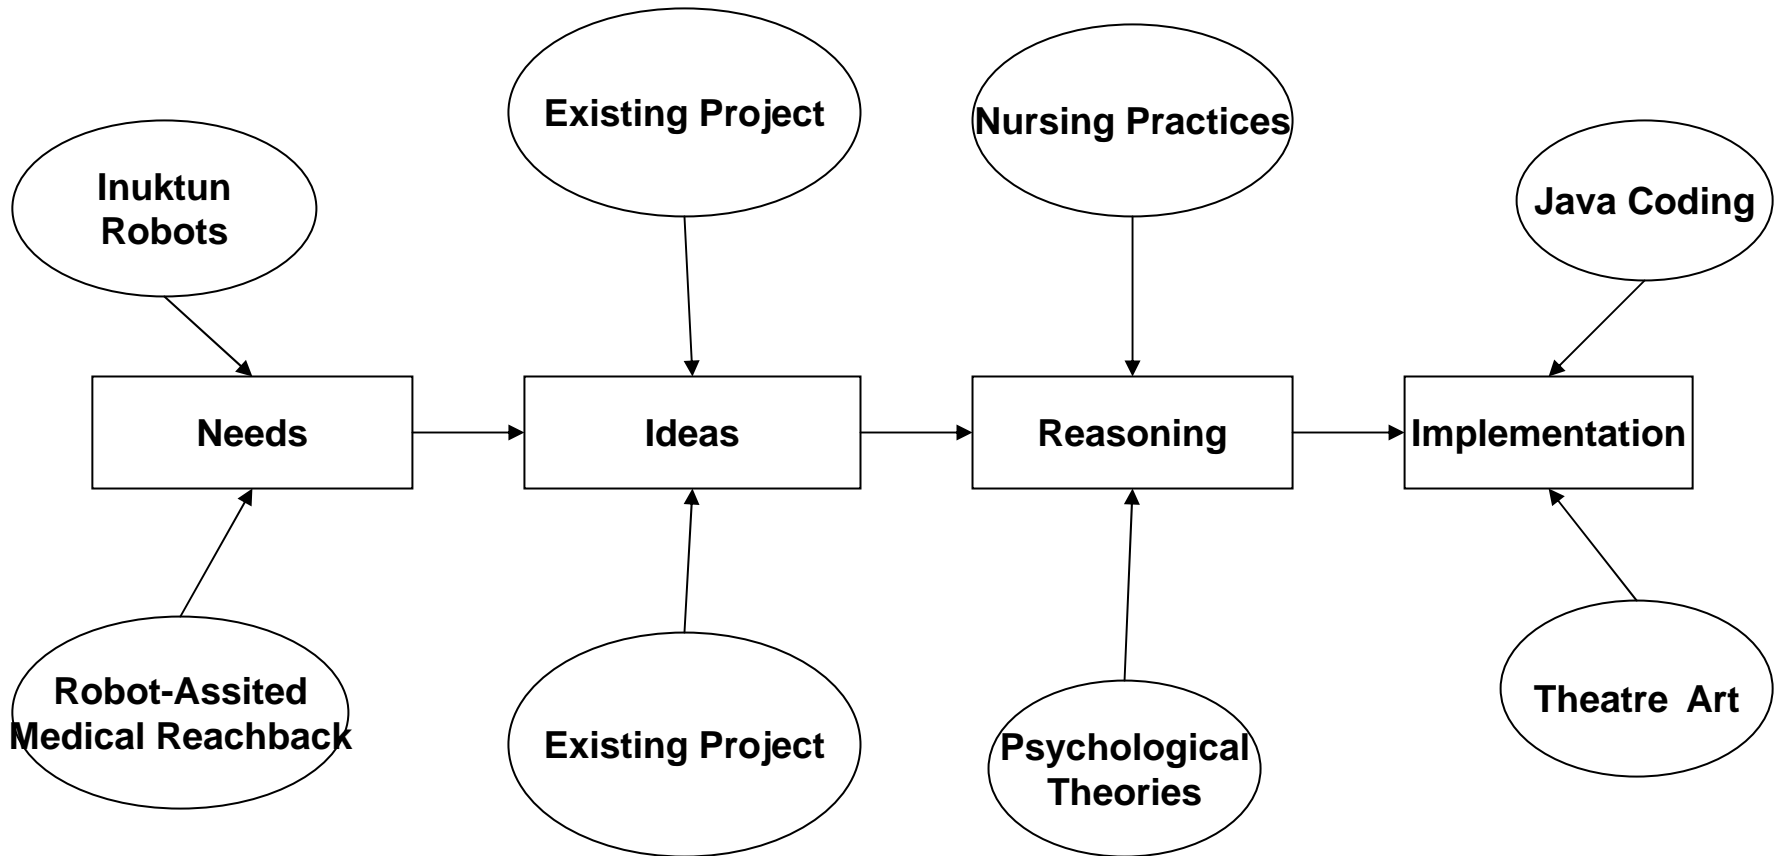 Existing Project
Nursing Practices
Inuktun
Robots
Java Coding
Needs
Ideas
Reasoning
Implementation
Robot-Assited
Medical Reachback
Existing Project
Psychological
Theories
Theatre Art